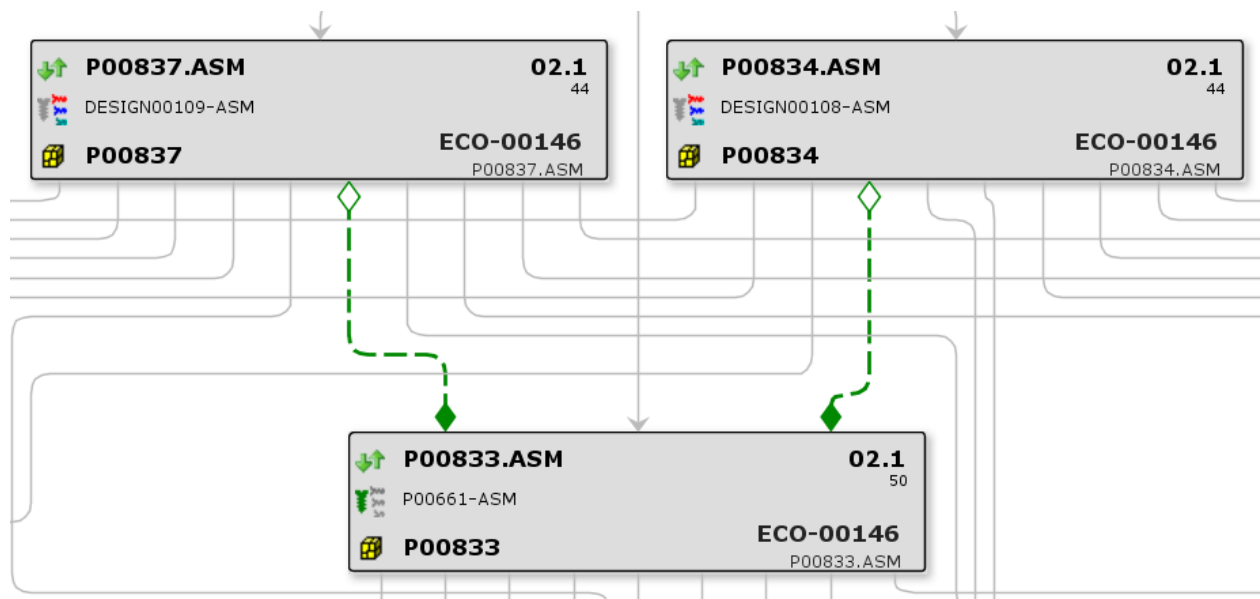 P00837.ASM 02.1
44
DESIGN00109-ASM
ECO-00146
P00837
P00837.ASM
P00834.ASM 02.1
44
DESIGN00108-ASM
ECO-00146
P00834
P00834.ASM
P00833.ASM 02.1
50
P00661-ASM
ECO-00146
P00833
P00833.ASM